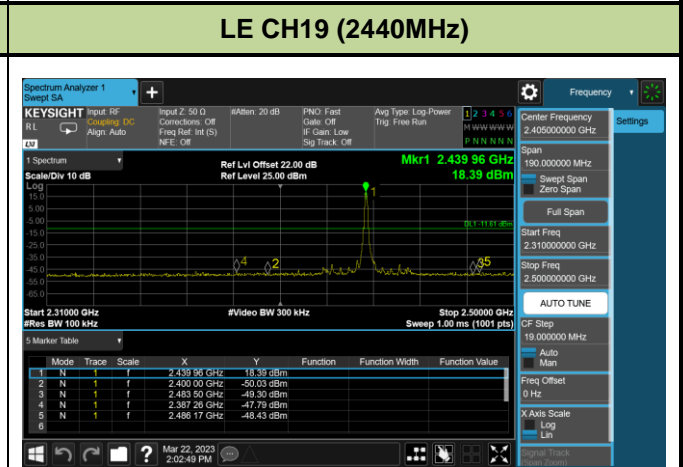 LE CH19 (2440MHz)
Spectrum Analyzer 1
Swept SA
Frequency
KEYSIGHT
RL
LXI
Input: RF
Coupling: DC
Align: Auto
Input Z: 50 Ω
Corrections: Off
Freq Ref: Int (S)
NFE: Off
#Atten: 20 dB
PNO: Fast
Gate: Off
IF Gain: Low
Sig Track: Off
Avg Type: Log-Power
Trig: Free Run
1 2 3 4 5 6
M W W W W W
P N N N N N
Center Frequency
2.405000000 GHz
Settings
1 Spectrum
Scale/Div 10 dB
Ref Lvl Offset 22.00 dB
Ref Level 25.00 dBm
Mkr1 2.439 96 GHz
18.39 dBm
Span
190.000000 MHz
Swept Span
Zero Span
Full Span
Start Freq
2.310000000 GHz
Stop Freq
2.500000000 GHz
AUTO TUNE
CF Step
19.000000 MHz
Auto
Man
Freq Offset
0 Hz
X Axis Scale
Log
Lin
Signal Track
(Span Zoom)
Log
15.0
5.00
-5.00
-15.0
-25.0
-35.0
-45.0
-55.0
-65.0
1
DL1 -11.61 dBm
4
2
35
Start 2.31000 GHz
#Video BW 300 kHz
Stop 2.50000 GHz
#Res BW 100 kHz
Sweep 1.00 ms (1001 pts)
5 Marker Table
Mode Trace Scale X Y Function Function Width Function Value
1 N 1 f 2.439 96 GHz 18.39 dBm
2 N 1 f 2.400 00 GHz -50.03 dBm
3 N 1 f 2.483 50 GHz -49.30 dBm
4 N 1 f 2.387 26 GHz -47.79 dBm
5 N 1 f 2.486 17 GHz -48.43 dBm
6
?
Mar 22, 2023
2:02:49 PM